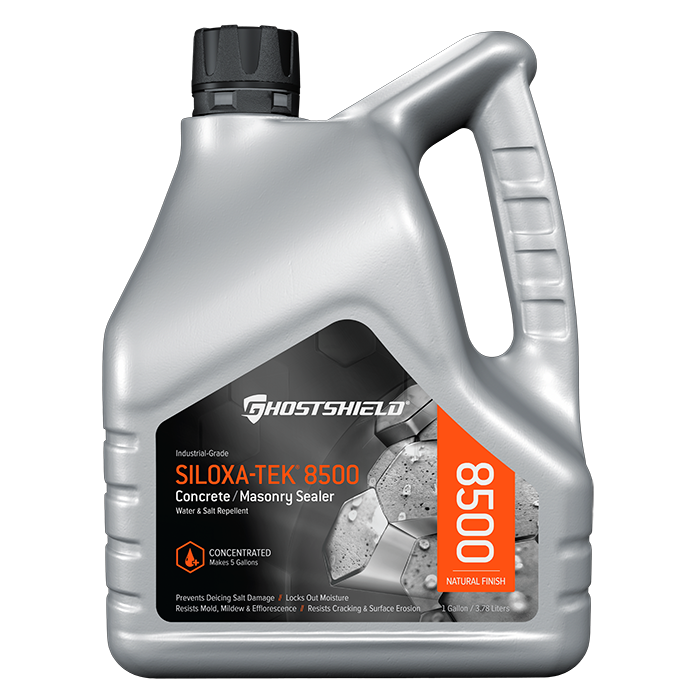 GHOSTSHIELD®
Industrial-Grade
SILOXA-TEK® 8500
Concrete / Masonry Sealer
Water & Salt Repellent
CONCENTRATED
Makes 5 Gallons
Prevents Deicing Salt Damage // Locks Out Moisture
Resists Mold, Mildew & Efflorescence // Resists Cracking & Surface Erosion
8500
NATURAL FINISH
1 Gallon / 3.78 Liters